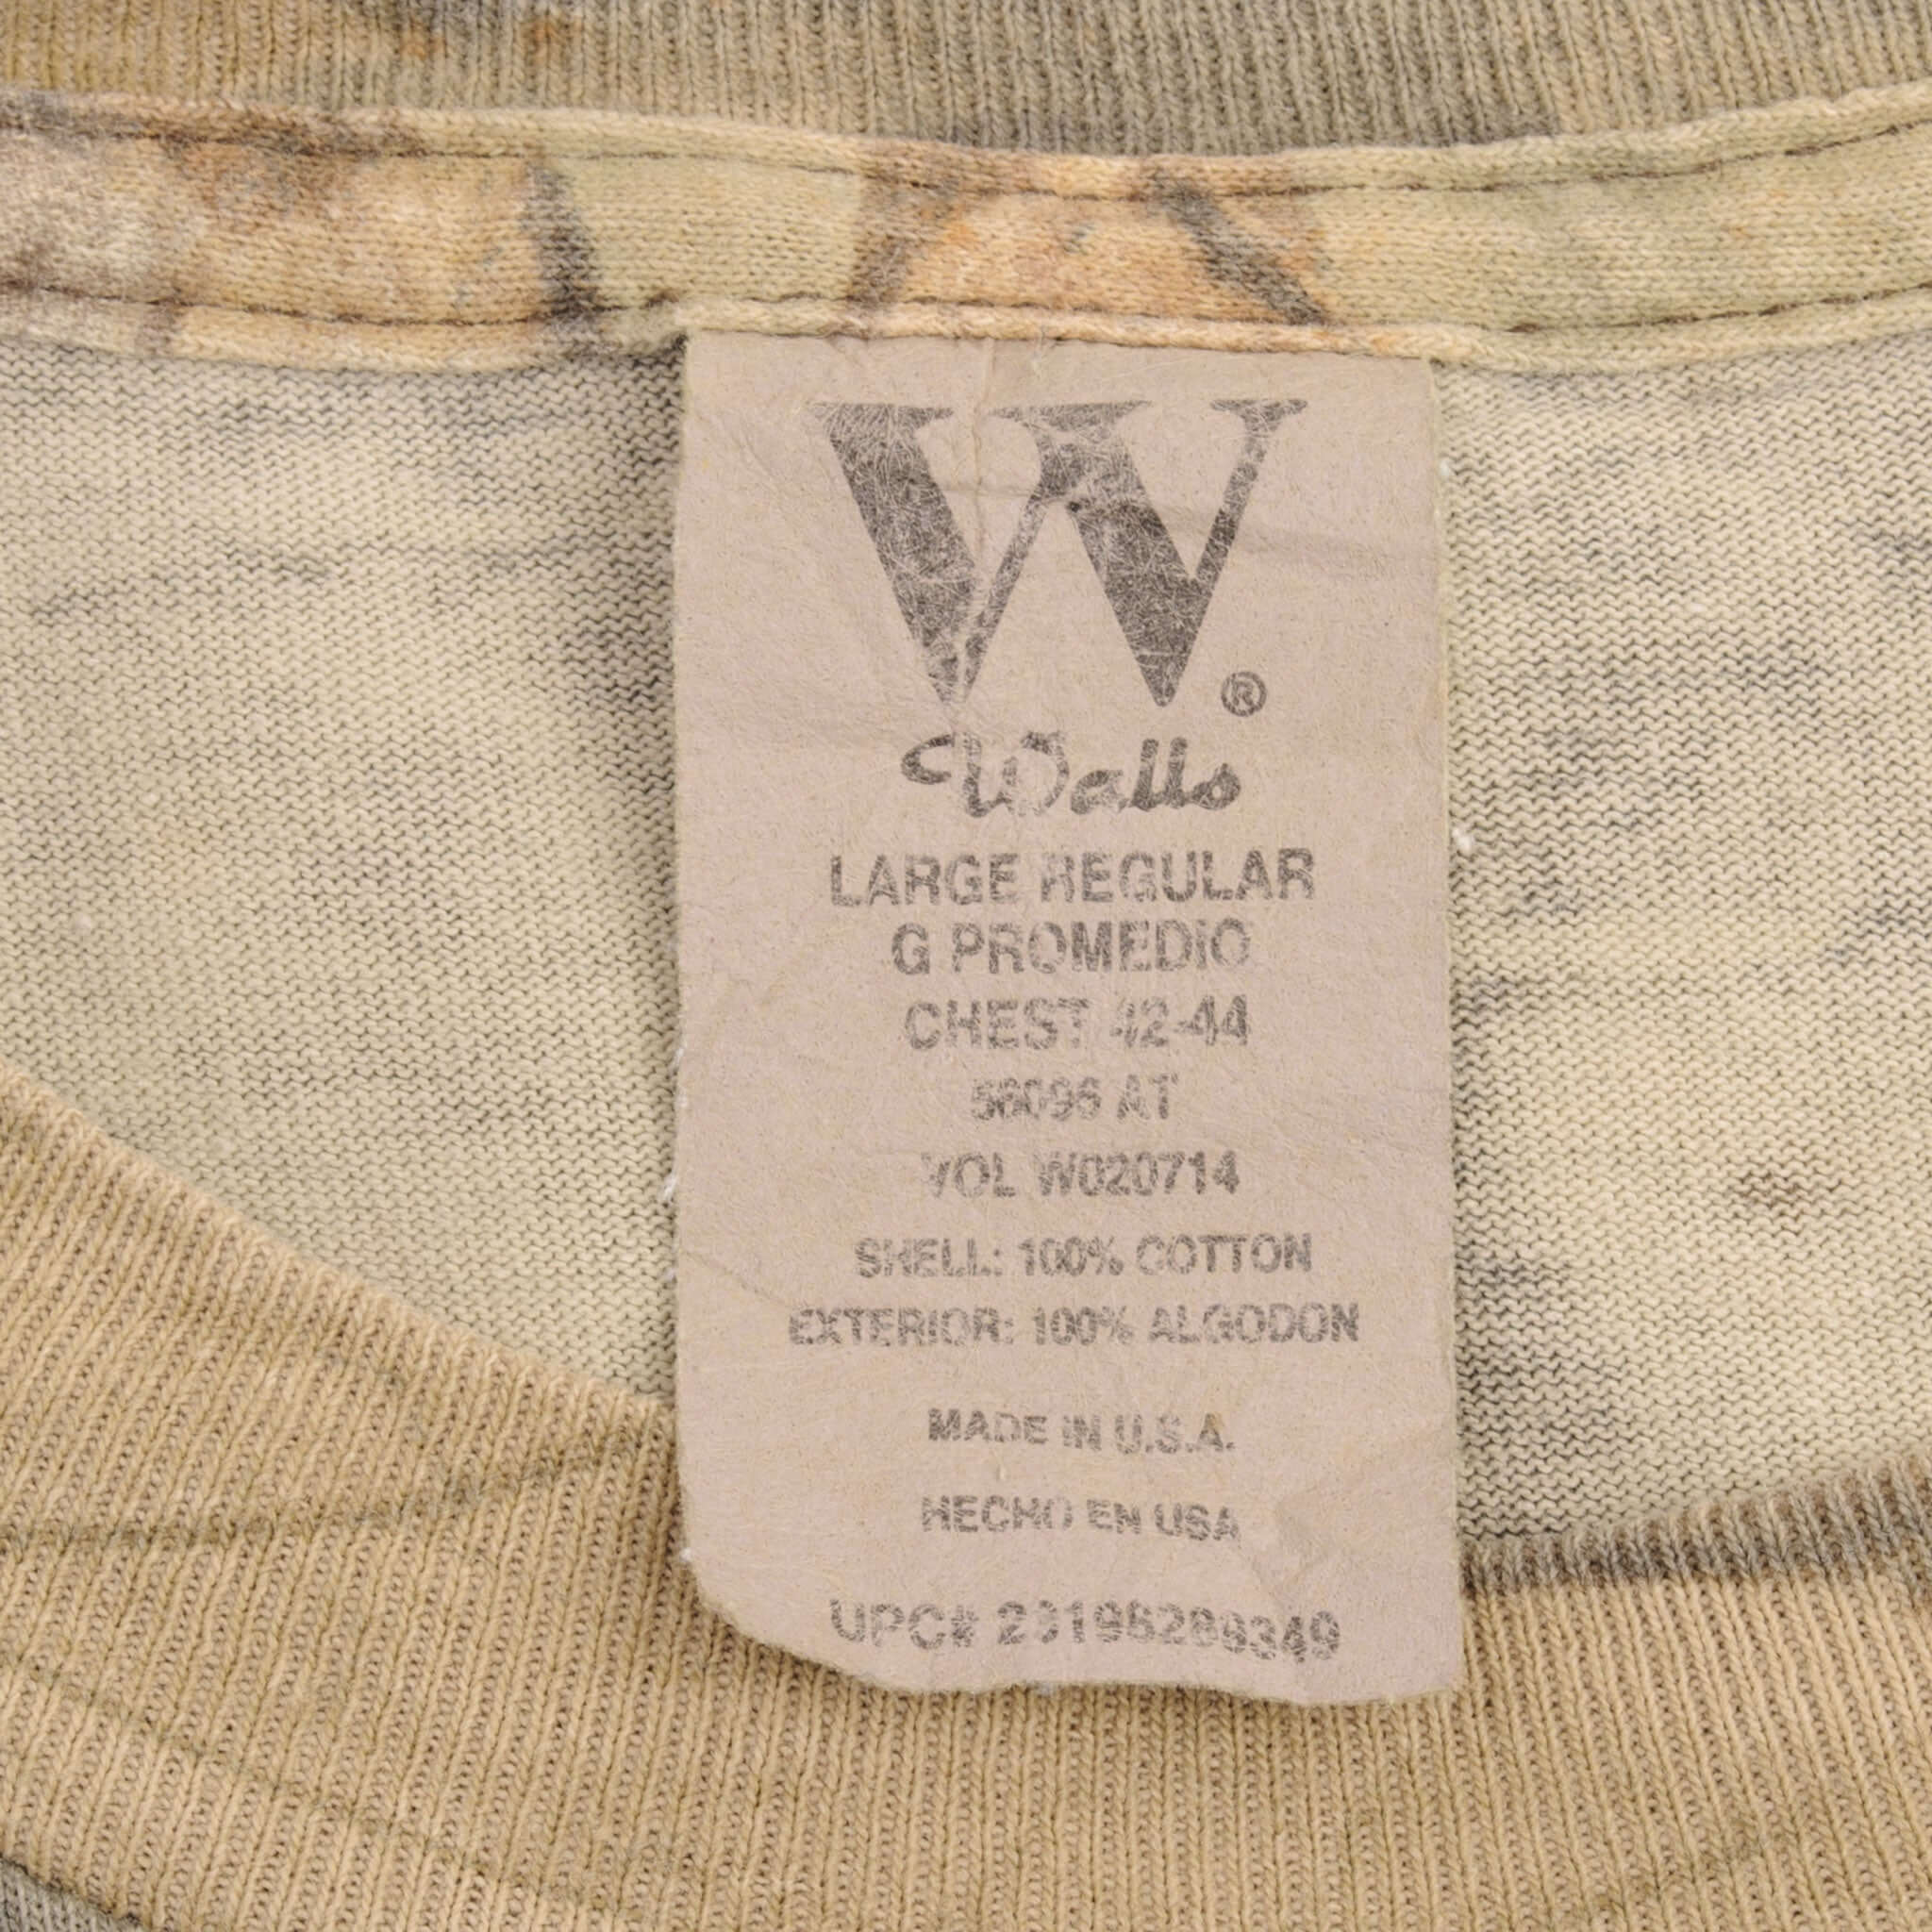 W®
Walls
LARGE REGULAR
G PROMEDIO
CHEST 42-44
56096 AT
VOL W020714
SHELL: 100% COTTON
EXTERIOR: 100% ALGODON
MADE IN U.S.A.
HECHO EN USA
UPC#